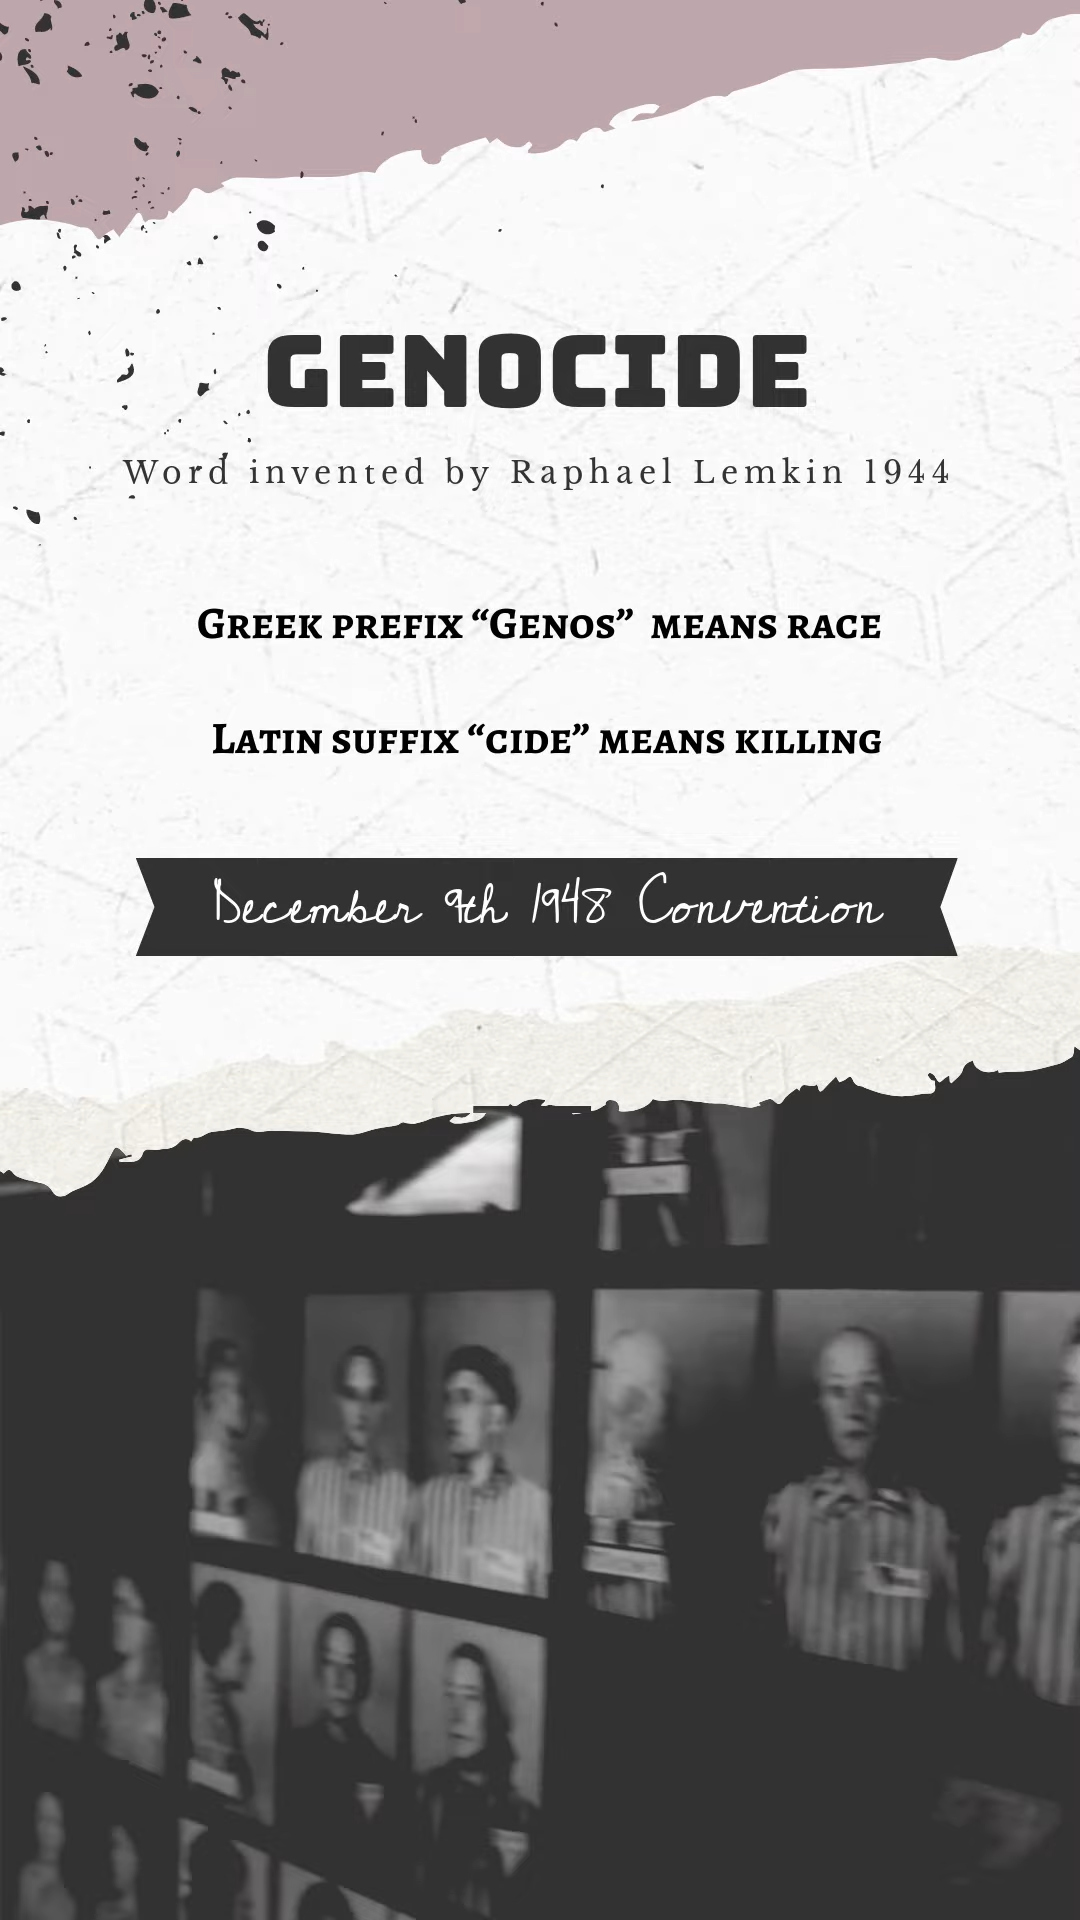 GENOCIDE
Word invented by Raphael Lemkin 1944
Greek prefix “Genos” means race
Latin suffix “cide” means killing
December 9th 1948 Convention